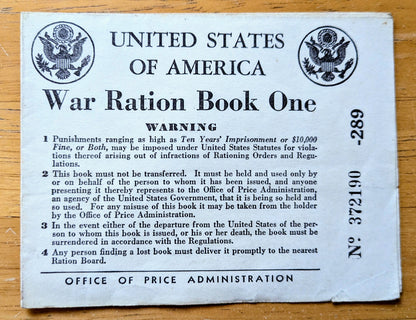 UNITED STATES
OF AMERICA
War Ration Book One
WARNING
1 Punishments ranging as high as Ten Years' Imprisonment or $10,000
Fine, or Both, may be imposed under United States Statutes for viola-
tions thereof arising out of infractions of Rationing Orders and Regu-
lations.
2 This book must not be transferred. It must be held and used only by
or on behalf of the person to whom it has been issued, and anyone
presenting it thereby represents to the Office of Price Administration,
an agency of the United States Government, that it is being so held and
so used. For any misuse of this book it may be taken from the holder
by the Office of Price Administration.
3 In the event either of the departure from the United States of the per-
son to whom this book is issued, or his or her death, the book must be
surrendered in accordance with the Regulations.
4 Any person finding a lost book must deliver it promptly to the nearest
Ration Board.
OFFICE OF PRICE ADMINISTRATION
Nº 372190 -289